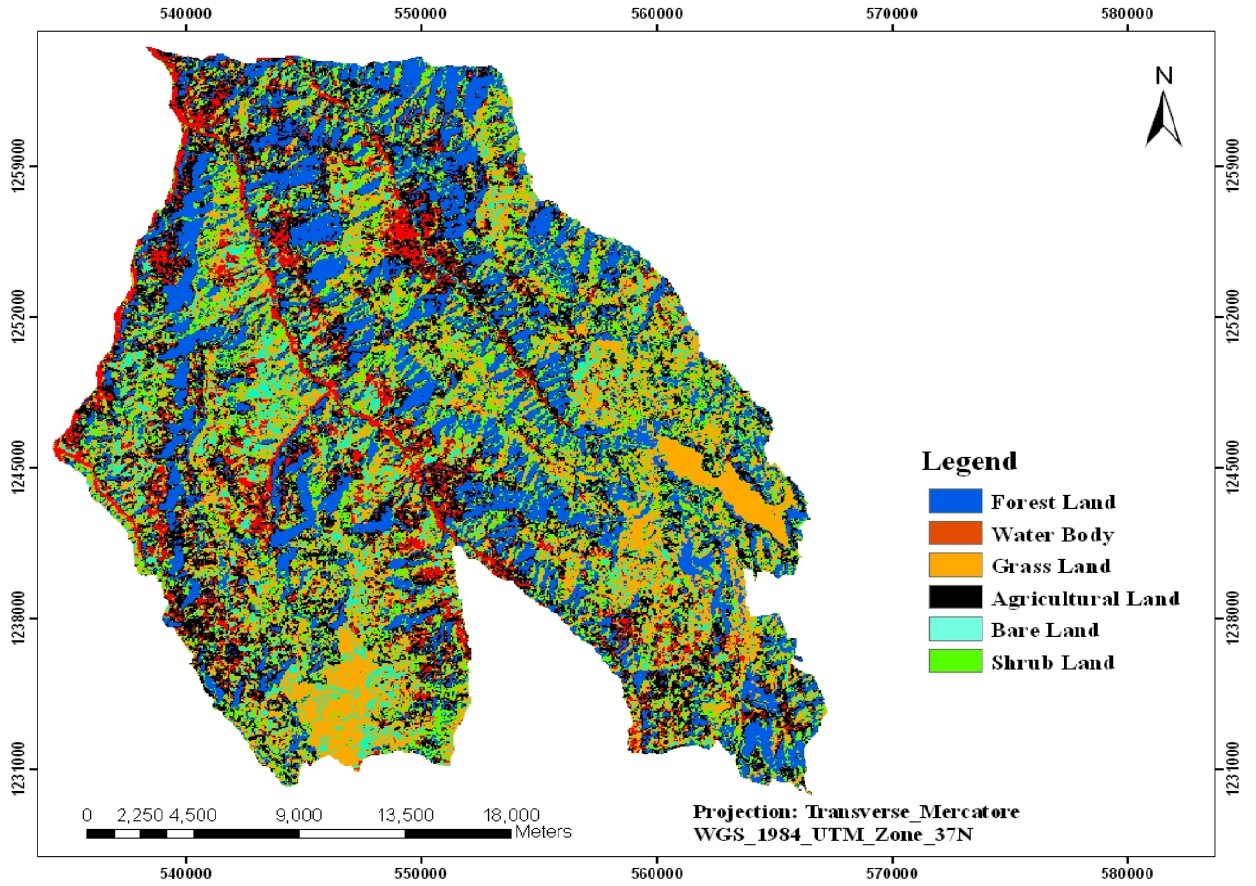 540000 550000 560000 570000 580000
N
1259000 1259000
1252000 1252000
1245000 1245000
Legend
Forest Land
Water Body
Grass Land
Agricultural Land
Bare Land
Shrub Land
1238000 1238000
1231000 1231000
0 2,250 4,500 9,000 13,500 18,000
Meters
Projection: Transverse_Mercatore
WGS_1984_UTM_Zone_37N
540000 550000 560000 570000 580000